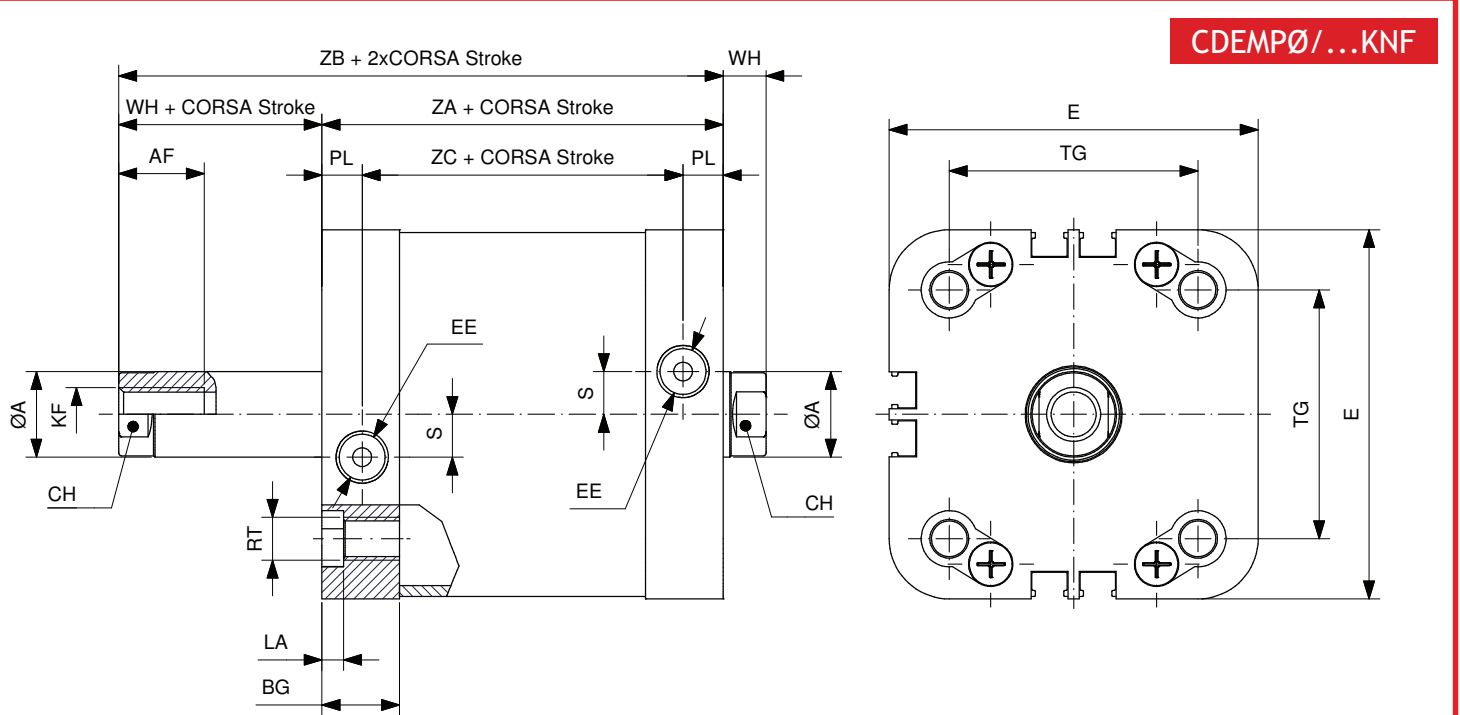 CDEMPØ/...KNF
ZB + 2xCORSA Stroke
WH
WH + CORSA Stroke
ZA + CORSA Stroke
E
AF
PL
ZC + CORSA Stroke
PL
TG
EE
ØA
KF
S
S
ØA
TG
E
CH
EE
CH
RT
LA
BG